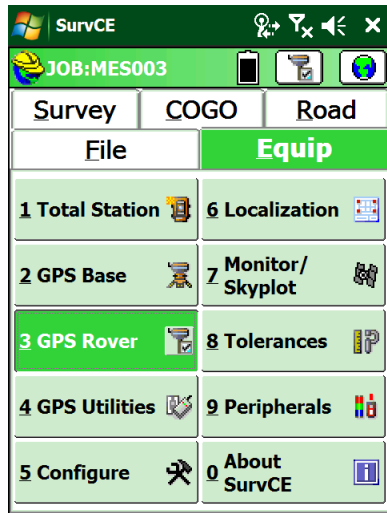 SurvCE
JOB:MES003
Survey COGO Road
File Equip
1 Total Station 6 Localization
2 GPS Base 7 Monitor/
Skyplot
3 GPS Rover 8 Tolerances
4 GPS Utilities 9 Peripherals
5 Configure 0 About
SurvCE